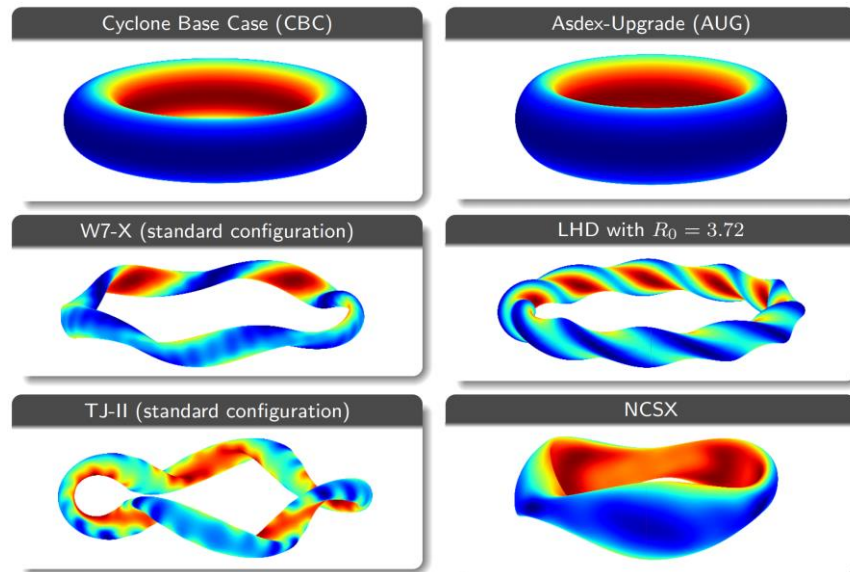 Cyclone Base Case (CBC)
Asdex-Upgrade (AUG)
W7-X (standard configuration)
LHD with R₀ = 3.72
TJ-II (standard configuration)
NCSX